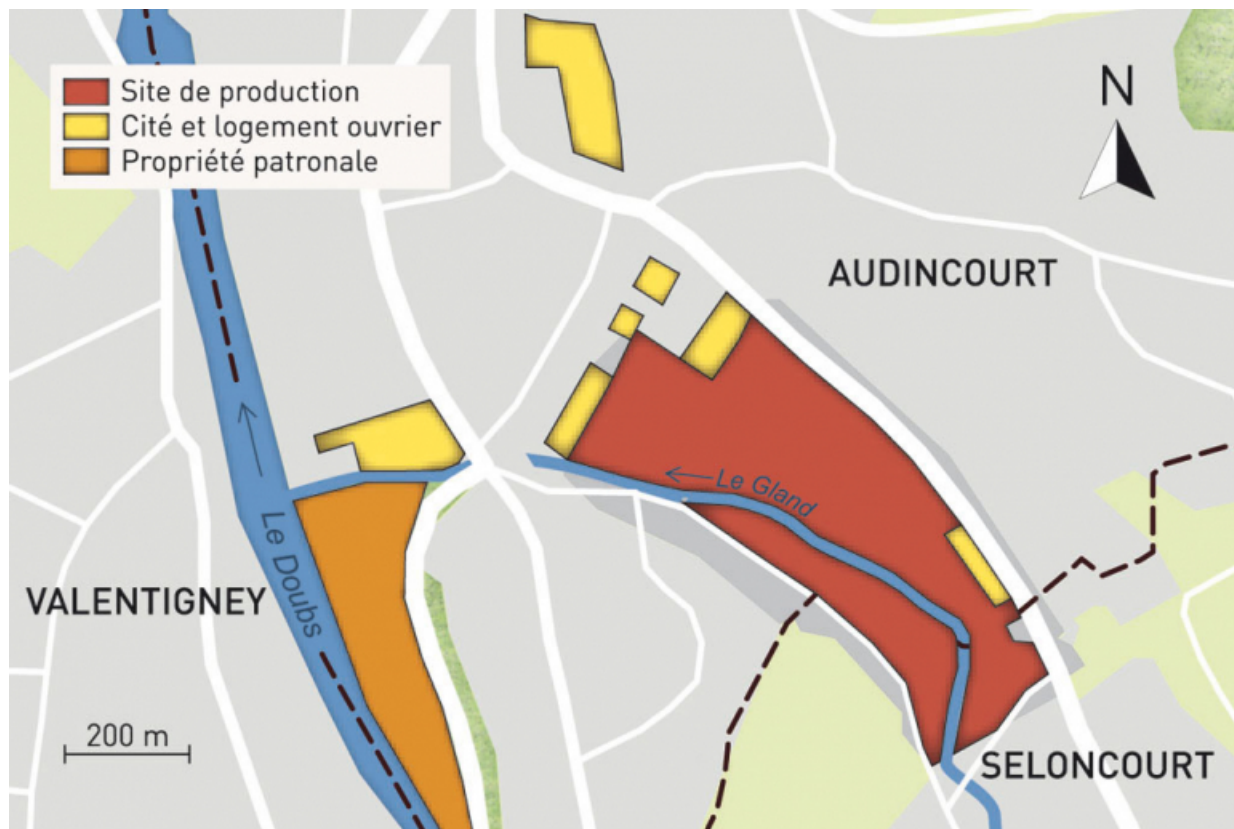 Site de production
Cité et logement ouvrier
Propriété patronale
N
AUDINCOURT
Le Gland
Le Doubs
VALENTIGNEY
200 m
SELONCOURT